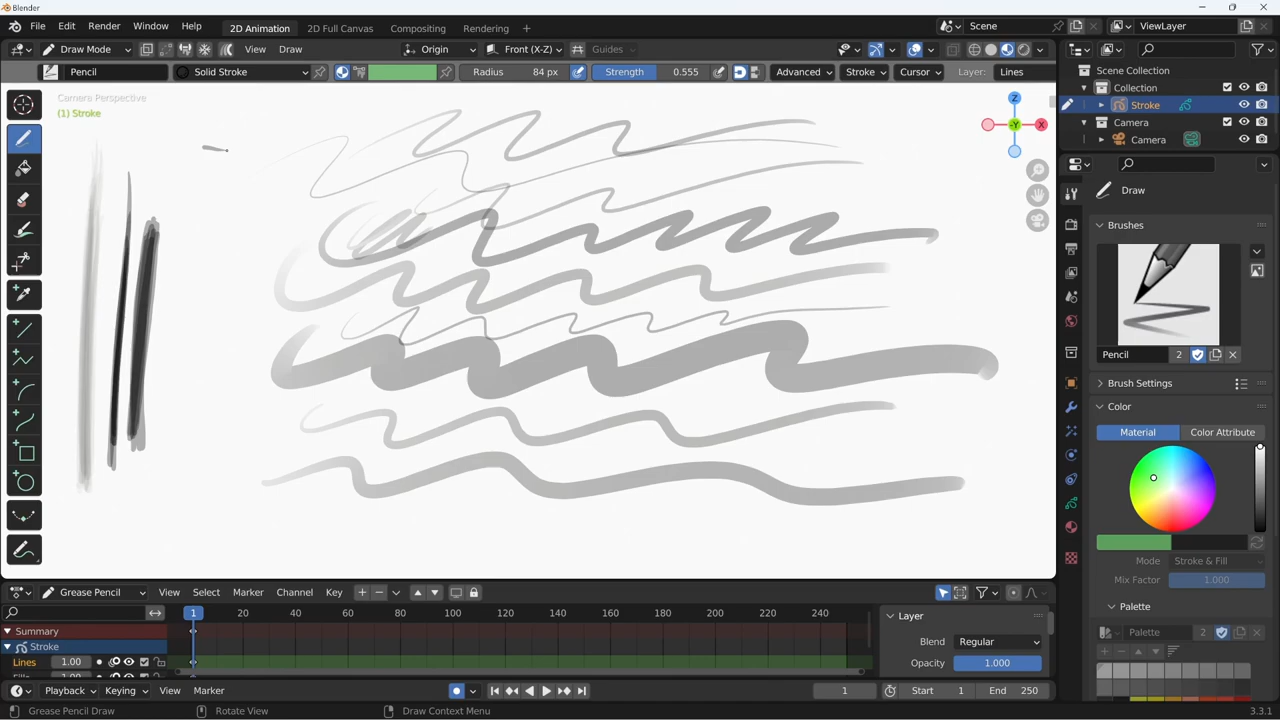 Blender
File Edit Render Window Help 2D Animation 2D Full Canvas Compositing Rendering + Scene ViewLayer
Draw Mode View Draw Origin Front (X-Z) Guides
Pencil Solid Stroke Radius 84 px Strength 0.555 Advanced Stroke Cursor Layer: Lines
Camera Perspective
(1) Stroke
Z
-Y
X
Scene Collection
Collection
Stroke
Camera
Camera
Draw
Brushes
Pencil 2
Brush Settings
Color
Material Color Attribute
Mode Stroke & Fill
Mix Factor 1.000
Palette
Palette 2
Grease Pencil View Select Marker Channel Key
1 20 40 60 80 100 120 140 160 180 200 220 240
Summary
Stroke
Lines 1.00
Layer
Blend Regular
Opacity 1.000
Playback Keying View Marker 1 Start 1 End 250
Grease Pencil Draw Rotate View Draw Context Menu 3.3.1